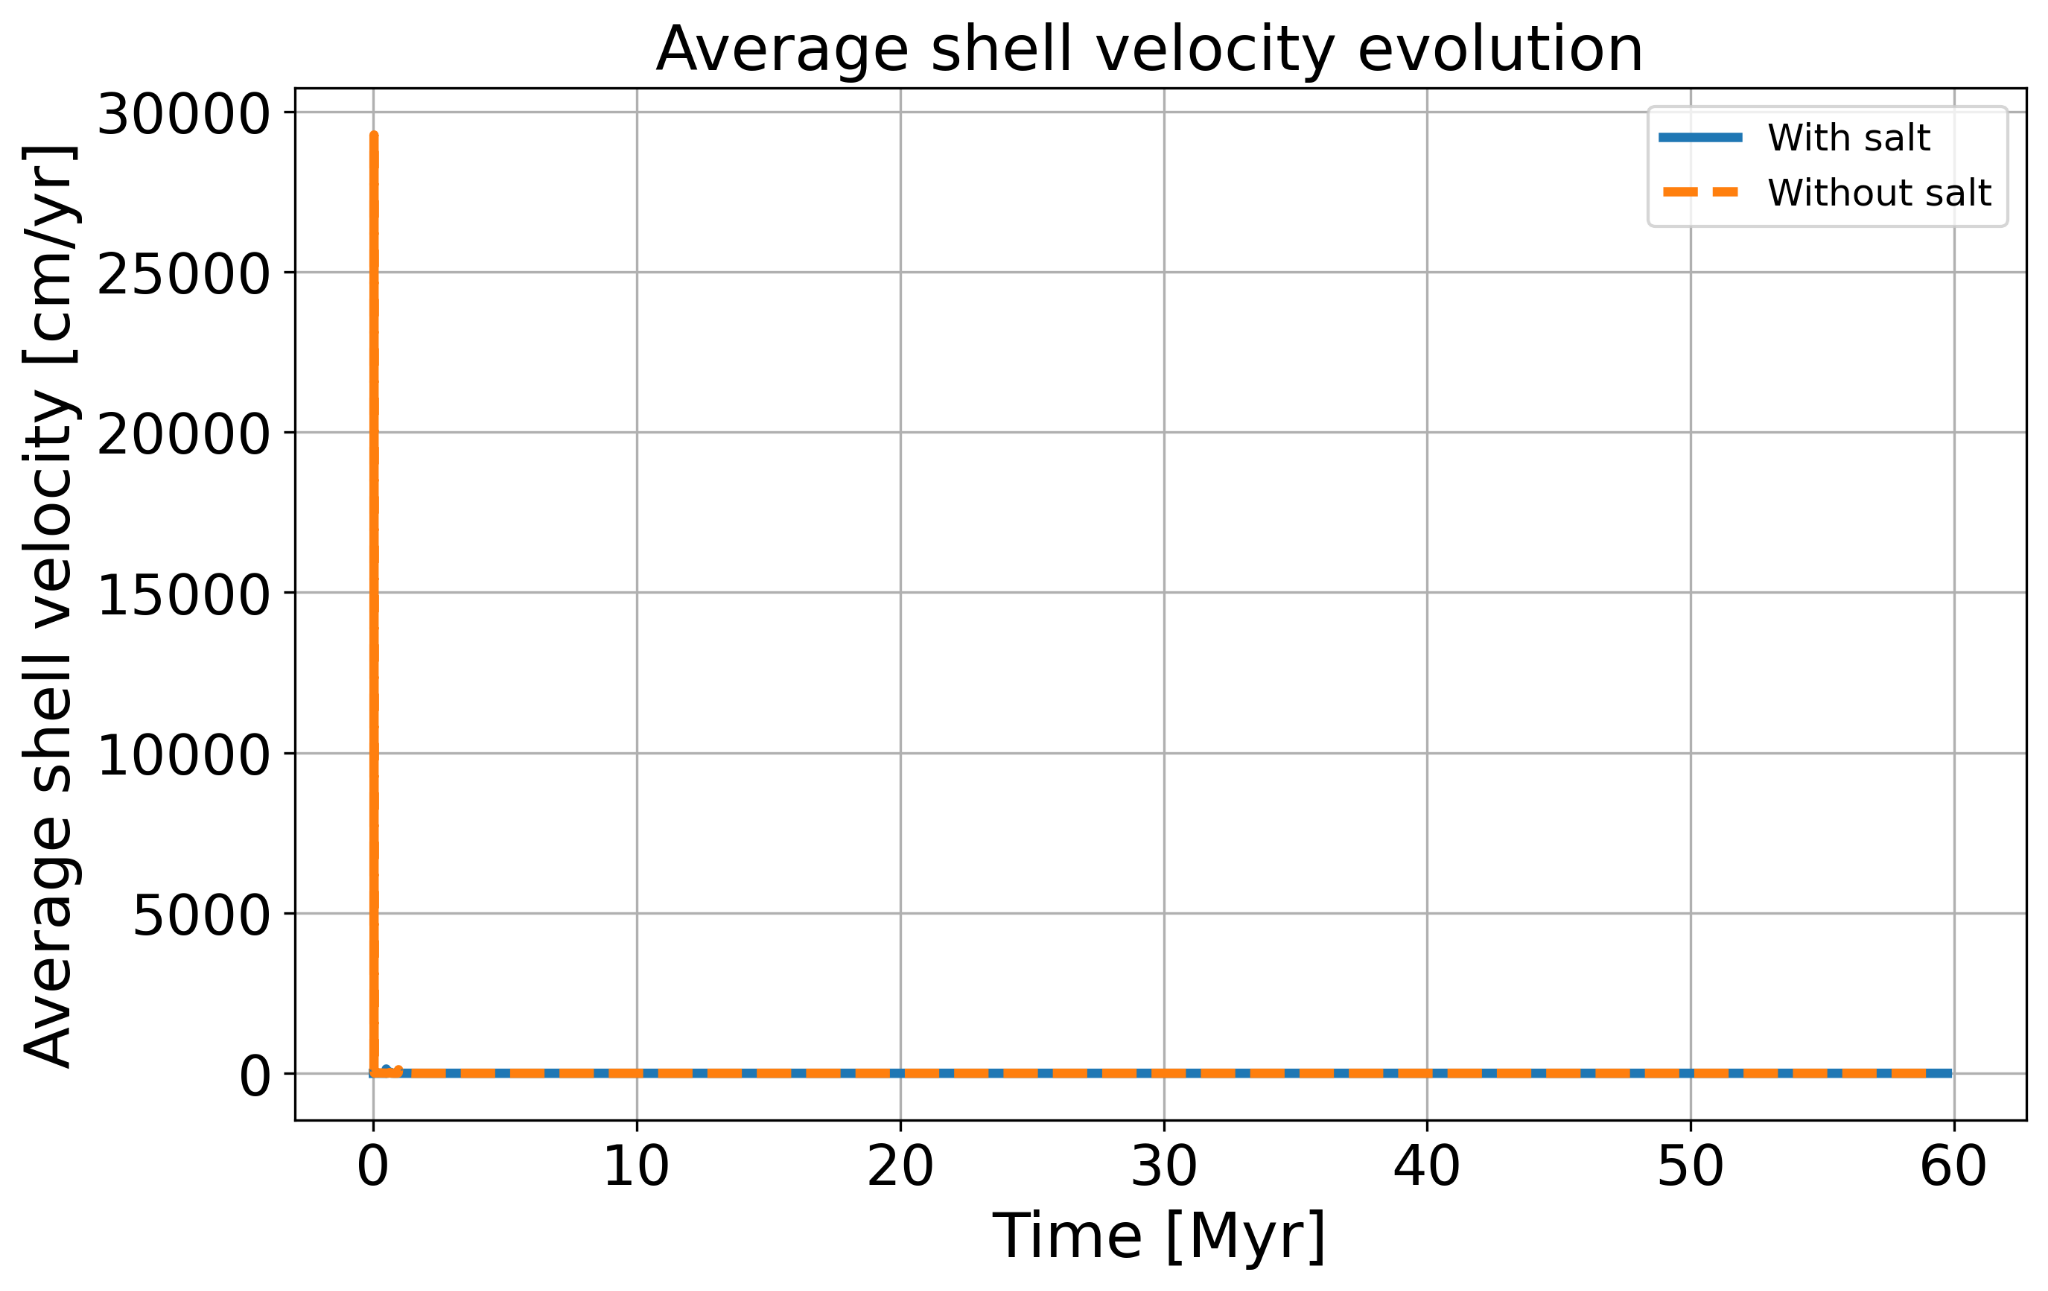 Average shell velocity evolution
Average shell velocity [cm/yr]
30000
25000
20000
15000
10000
5000
0
With salt
Without salt
0 10 20 30 40 50 60
Time [Myr]